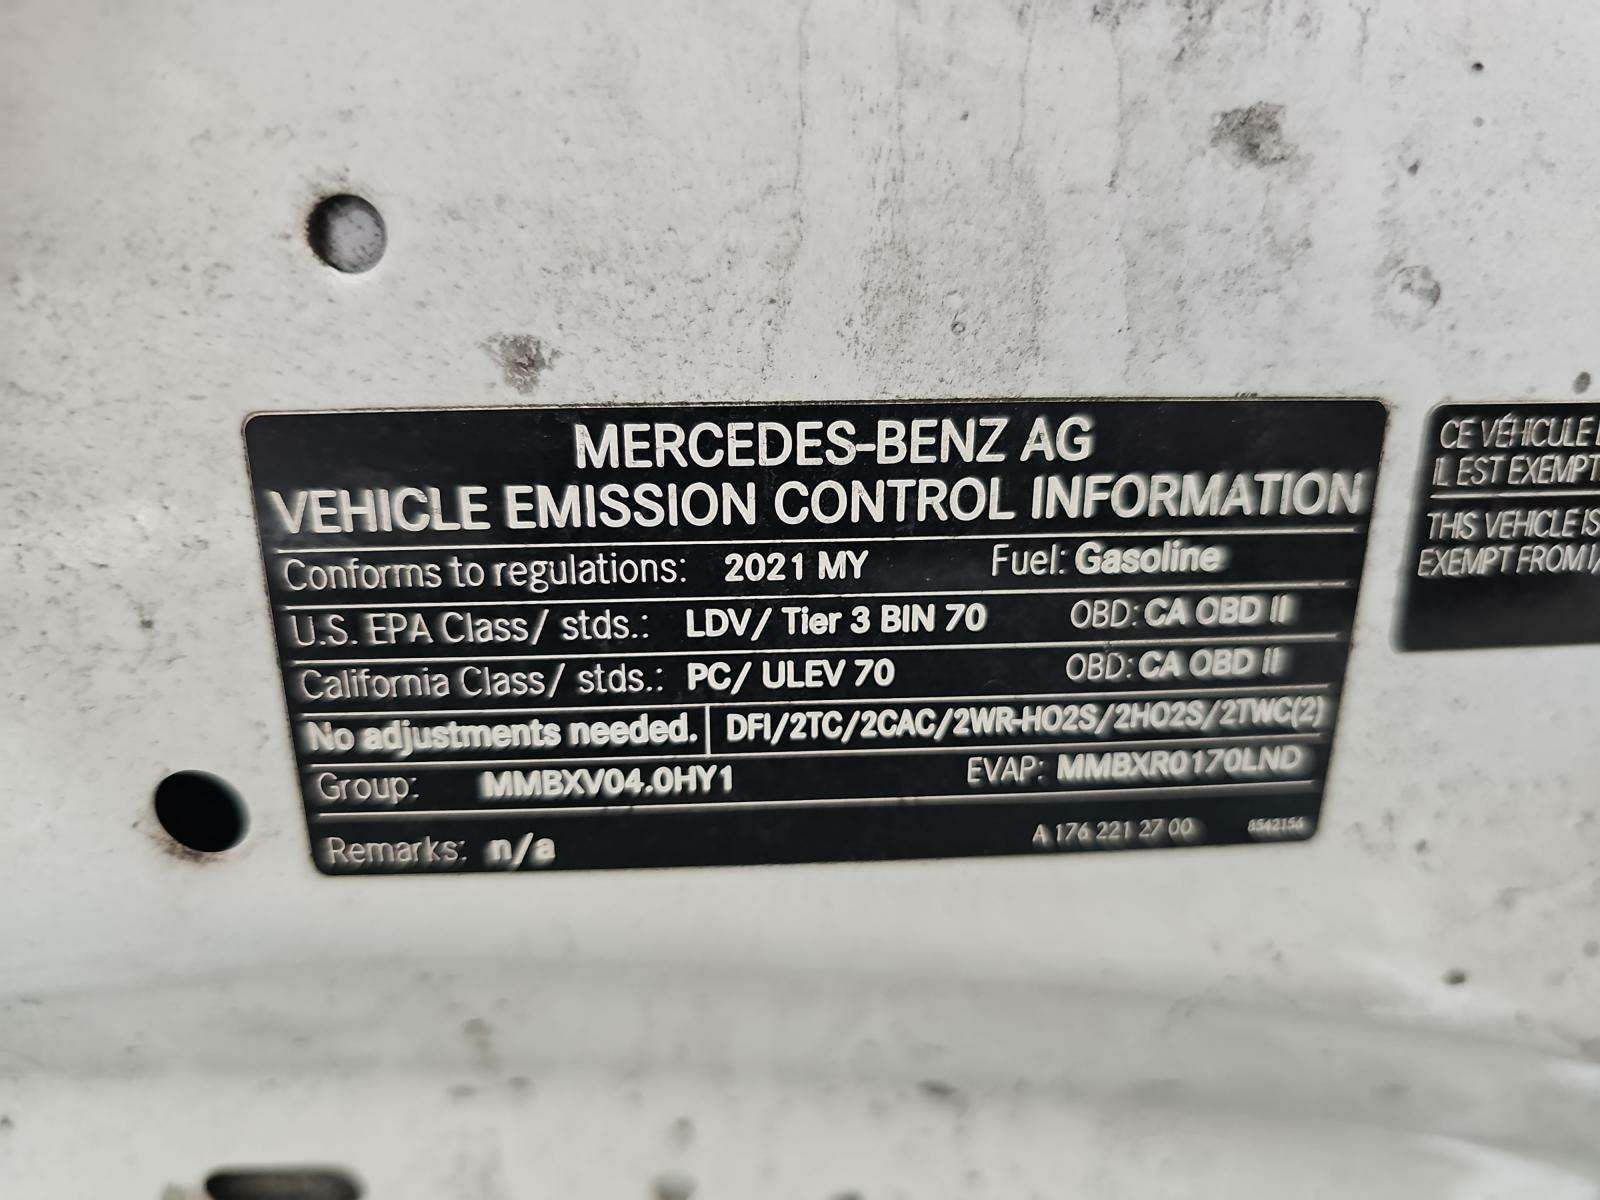 MERCEDES-BENZ AG
VEHICLE EMISSION CONTROL INFORMATION
Conforms to regulations: 2021 MY Fuel: Gasoline
U.S. EPA Class/ stds.: LDV/ Tier 3 BIN 70 OBD: CA OBD II
California Class/ stds.: PC/ ULEV 70 OBD: CA OBD II
No adjustments needed. DFI/2TC/2CAC/2WR-HO2S/2HO2S/2TWC(2)
Group: MMBXV04.0HY1 EVAP: MMBXR0170LND
Remarks: n/a A 176 221 27 00 8542156
CE VÉHICULE
IL EST EXEMPT
THIS VEHICLE IS
EXEMPT FROM